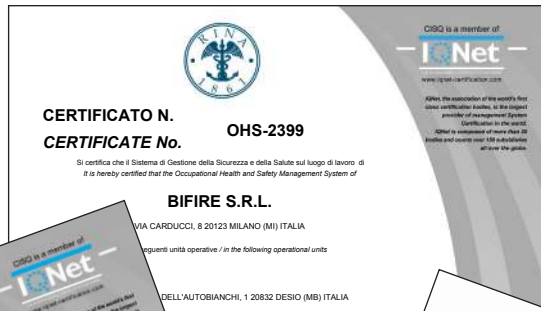 CISQ is a member of
IQNet
www.iqnet-certification.com
IQNet, the association of the world's first
class certification bodies, is the largest
provider of management System
Certification in the world.
IQNet is composed of more than 30
bodies and counts over 150 subsidiaries
all over the globe.
RINA
1861
CERTIFICATO N.
CERTIFICATE No.
OHS-2399
Si certifica che il Sistema di Gestione della Sicurezza e della Salute sul luogo di lavoro di
It is hereby certified that the Occupational Health and Safety Management System of
BIFIRE S.R.L.
VIA CARDUCCI, 8 20123 MILANO (MI) ITALIA
seguenti unità operative / in the following operational units
DELL'AUTOBIANCHI, 1 20832 DESIO (MB) ITALIA
CISQ is a member of
IQNet
www.iqnet-certification.com